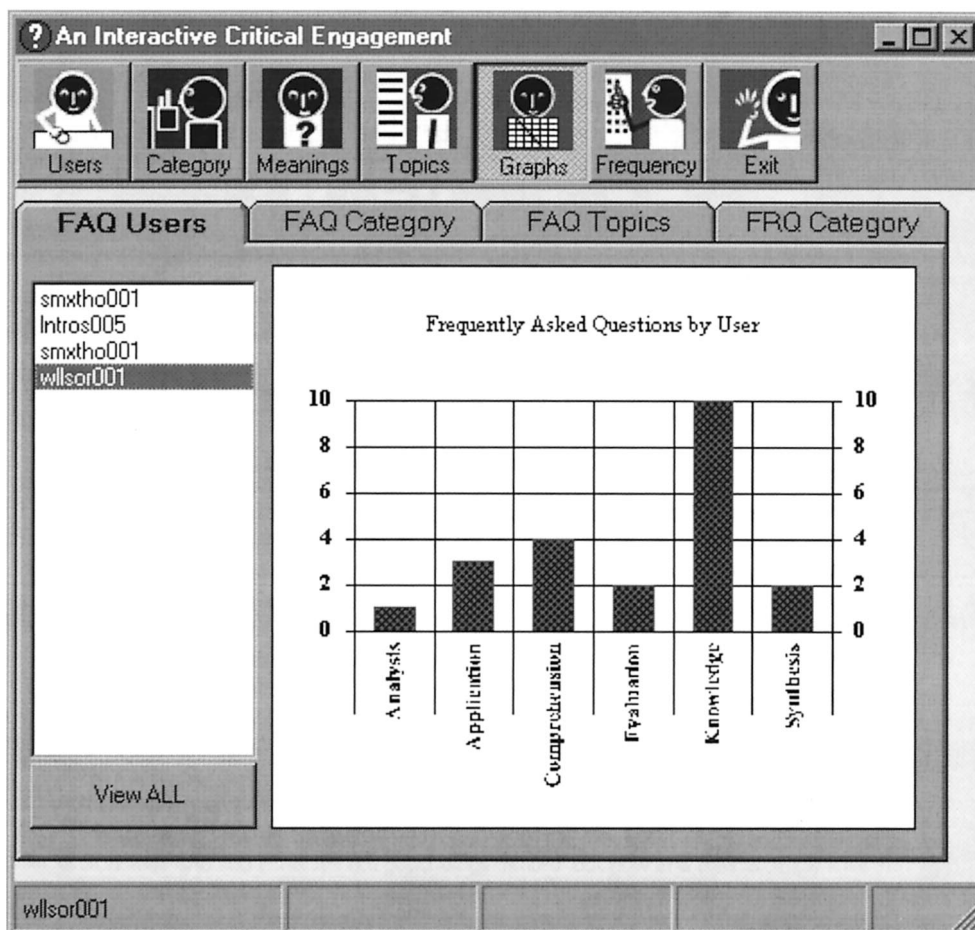 ? An Interactive Critical Engagement
Users Category Meanings Topics Graphs Frequency Exit
?
FAQ Users FAQ Category FAQ Topics FRQ Category
smxtho001
lntros005
smxtho001
wllsor001
View ALL
Frequently Asked Questions by User
10 10
8 8
6 6
4 4
2 2
0 0
Analysis
Application
Comprehension
Evaluation
Knowledge
Synthesis
wllsor001